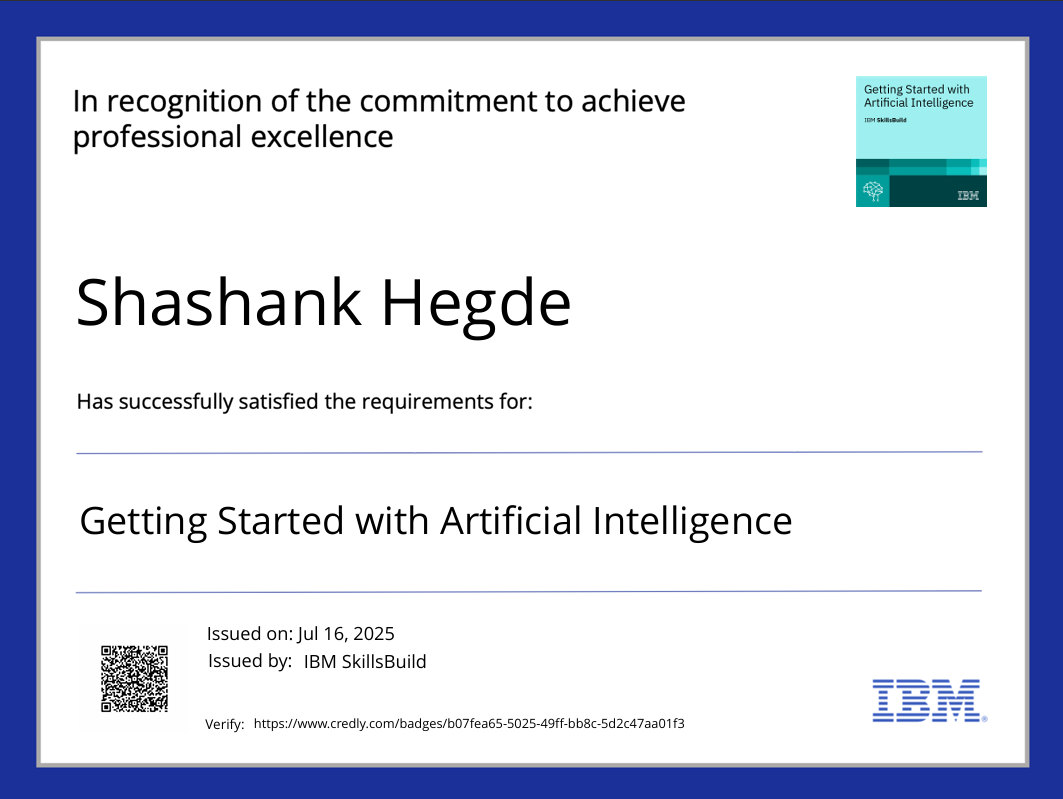 In recognition of the commitment to achieve
professional excellence
Getting Started with
Artificial Intelligence
IBM SkillsBuild
IBM
Shashank Hegde
Has successfully satisfied the requirements for:
Getting Started with Artificial Intelligence
Issued on: Jul 16, 2025
Issued by: IBM SkillsBuild
Verify: https://www.credly.com/badges/b07fea65-5025-49ff-bb8c-5d2c47aa01f3
IBM®